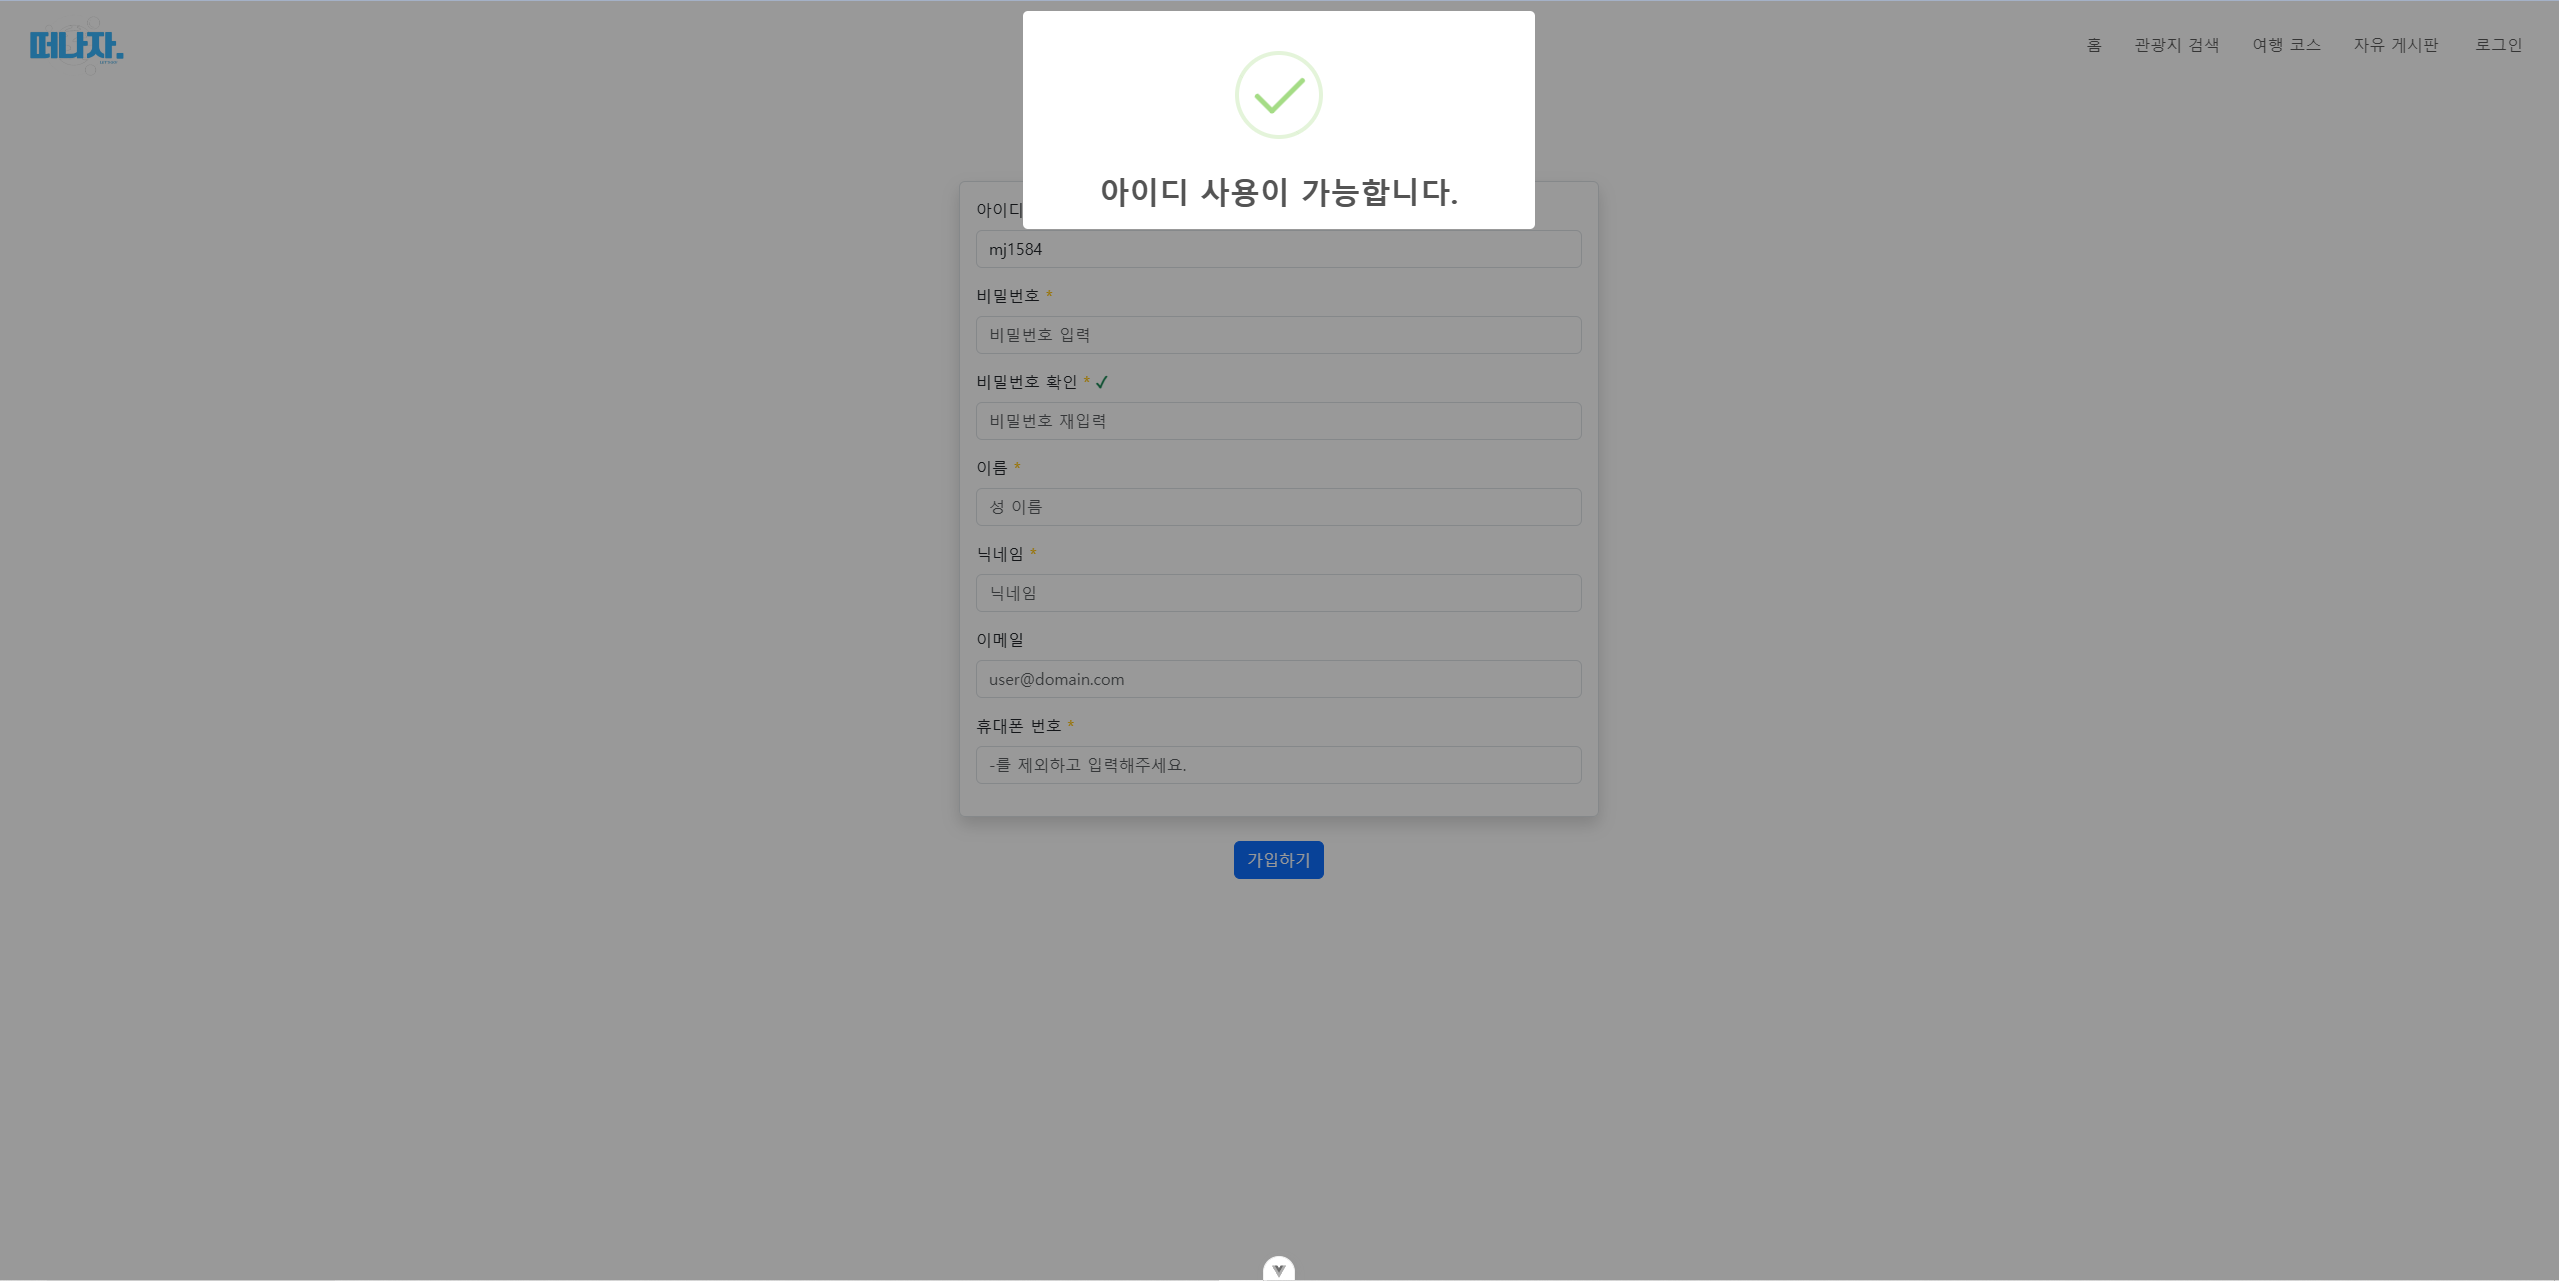 떠나자.
홈 관광지 검색 여행 코스 자유 게시판 로그인
아이디 사용이 가능합니다.
아이디
mj1584
비밀번호 *
비밀번호 입력
비밀번호 확인 * ✓
비밀번호 재입력
이름 *
성 이름
닉네임 *
닉네임
이메일
user@domain.com
휴대폰 번호 *
-를 제외하고 입력해주세요.
가입하기